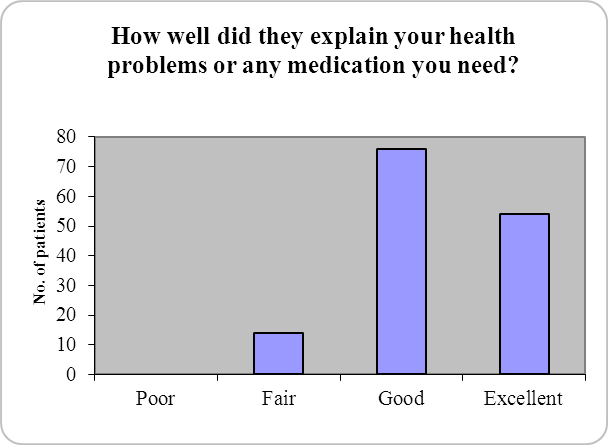 How well did they explain your health
problems or any medication you need?
No. of patients
80
70
60
50
40
30
20
10
0
Poor Fair Good Excellent